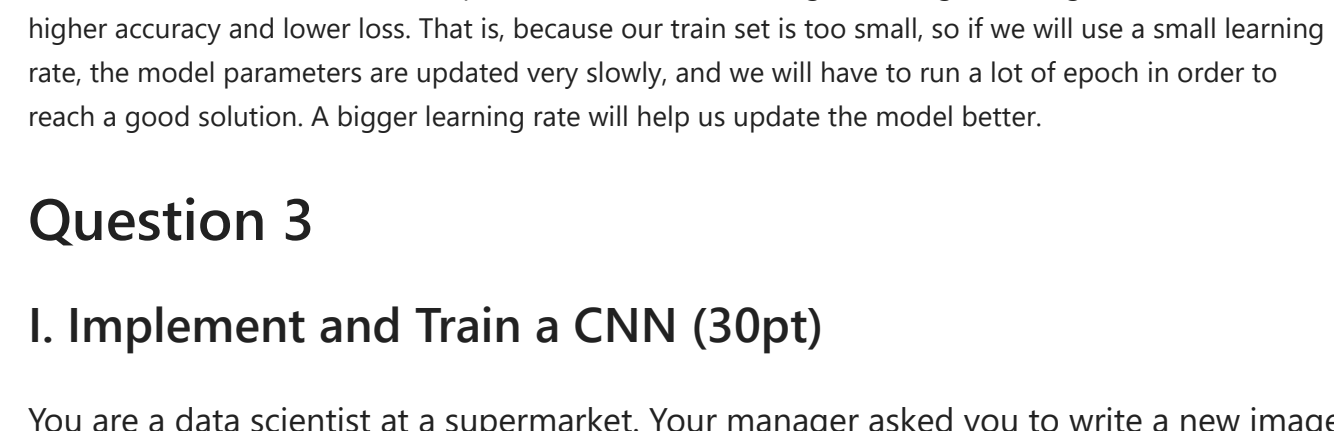 higher accuracy and lower loss. That is, because our train set is too small, so if we will use a small learning
rate, the model parameters are updated very slowly, and we will have to run a lot of epoch in order to
reach a good solution. A bigger learning rate will help us update the model better.
Question 3
I. Implement and Train a CNN (30pt)
You are a data scientist at a supermarket. Your manager asked you to write a new image